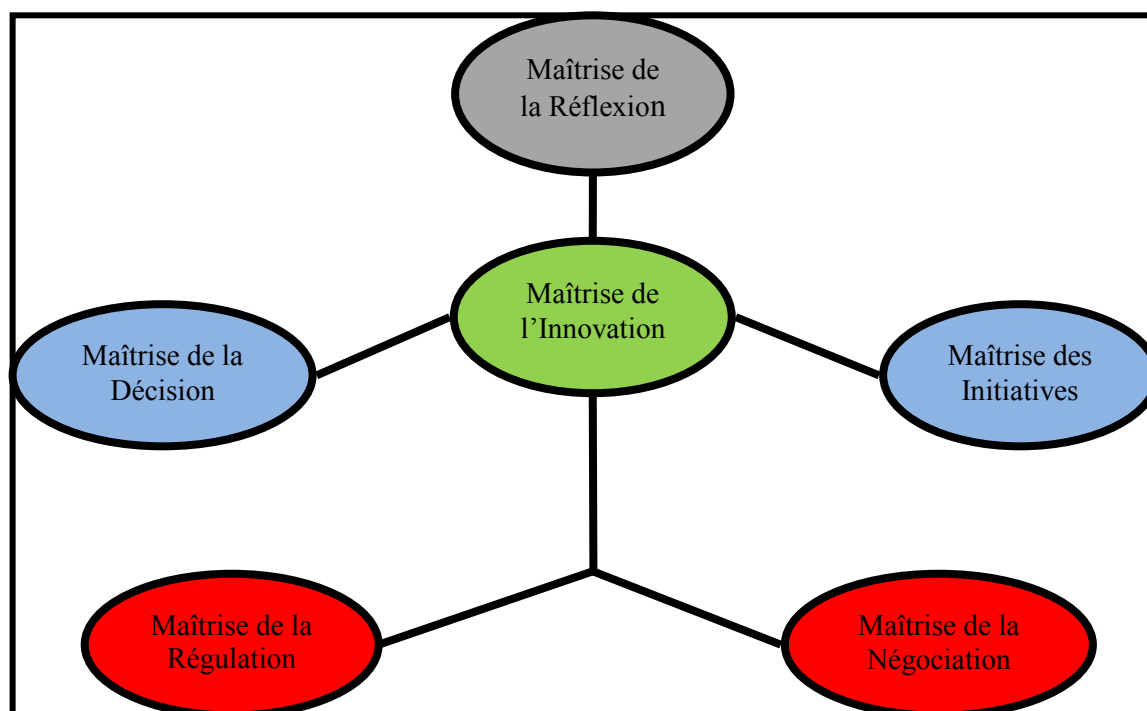 Maîtrise de
la Réflexion
Maîtrise de
l’Innovation
Maîtrise de la
Décision
Maîtrise des
Initiatives
Maîtrise de la
Régulation
Maîtrise de la
Négociation